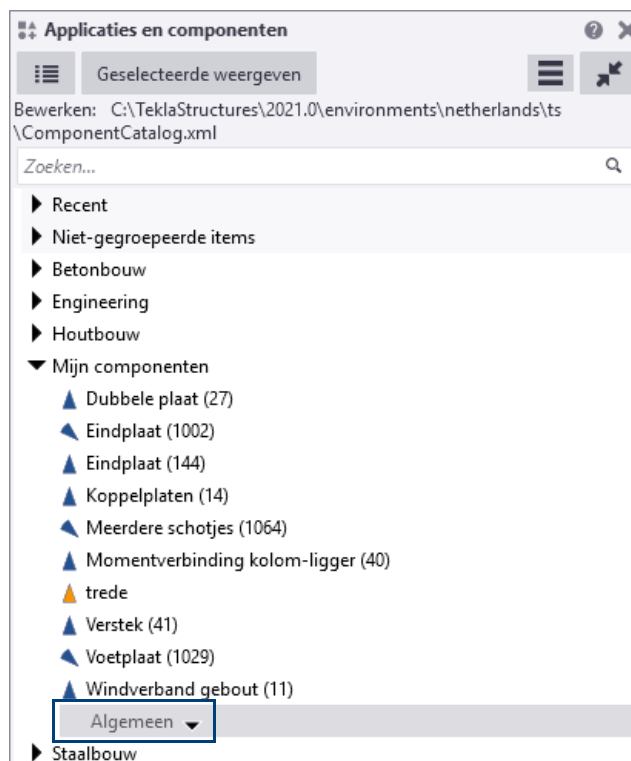 Applicaties en componenten
Geselecteerde weergeven
Bewerken: C:\TeklaStructures\2021.0\environments\netherlands\ts
\ComponentCatalog.xml
Zoeken...
Recent
Niet-gegroepeerde items
Betonbouw
Engineering
Houtbouw
Mijn componenten
Dubbele plaat (27)
Eindplaat (1002)
Eindplaat (144)
Koppelplaten (14)
Meerdere schotjes (1064)
Momentverbinding kolom-ligger (40)
trede
Verstek (41)
Voetplaat (1029)
Windverband gebout (11)
Algemeen
Staalbouw